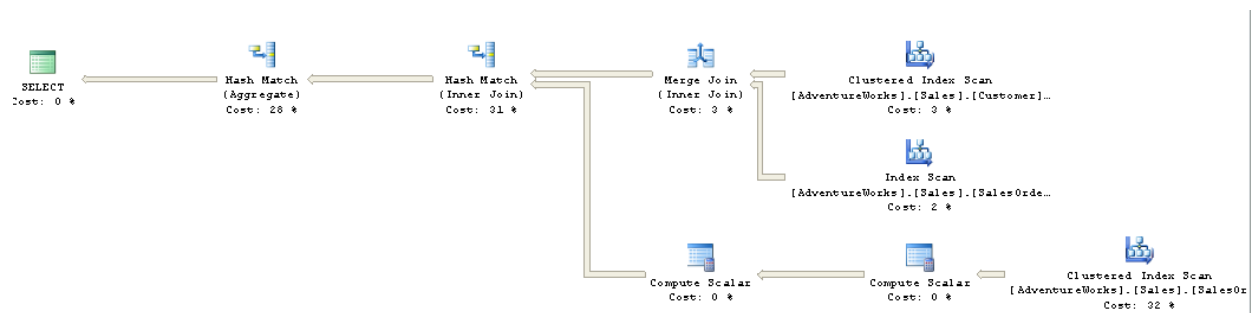 SELECT
Cost: 0 %
Hash Match
(Aggregate)
Cost: 28 %
Hash Match
(Inner Join)
Cost: 31 %
Merge Join
(Inner Join)
Cost: 3 %
Clustered Index Scan
[AdventureWorks].[Sales].[Customer]…
Cost: 3 %
Index Scan
[AdventureWorks].[Sales].[SalesOrde…
Cost: 2 %
Compute Scalar
Cost: 0 %
Compute Scalar
Cost: 0 %
Clustered Index Scan
[AdventureWorks].[Sales].[SalesOr
Cost: 32 %